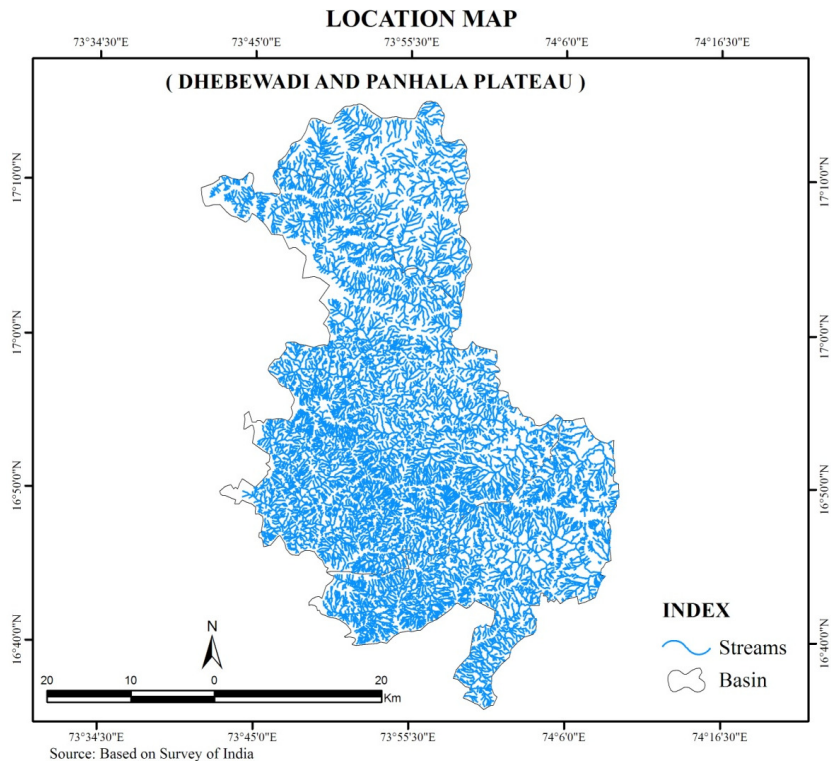 LOCATION MAP
73°34'30"E 73°45'0"E 73°55'30"E 74°6'0"E 74°16'30"E
( DHEBEWADI AND PANHALA PLATEAU )
17°10'0"N 17°10'0"N
17°0'0"N 17°0'0"N
16°50'0"N 16°50'0"N
INDEX
Streams
Basin
16°40'0"N 16°40'0"N
N
20 10 0 20
Km
73°34'30"E 73°45'0"E 73°55'30"E 74°6'0"E 74°16'30"E
Source: Based on Survey of India